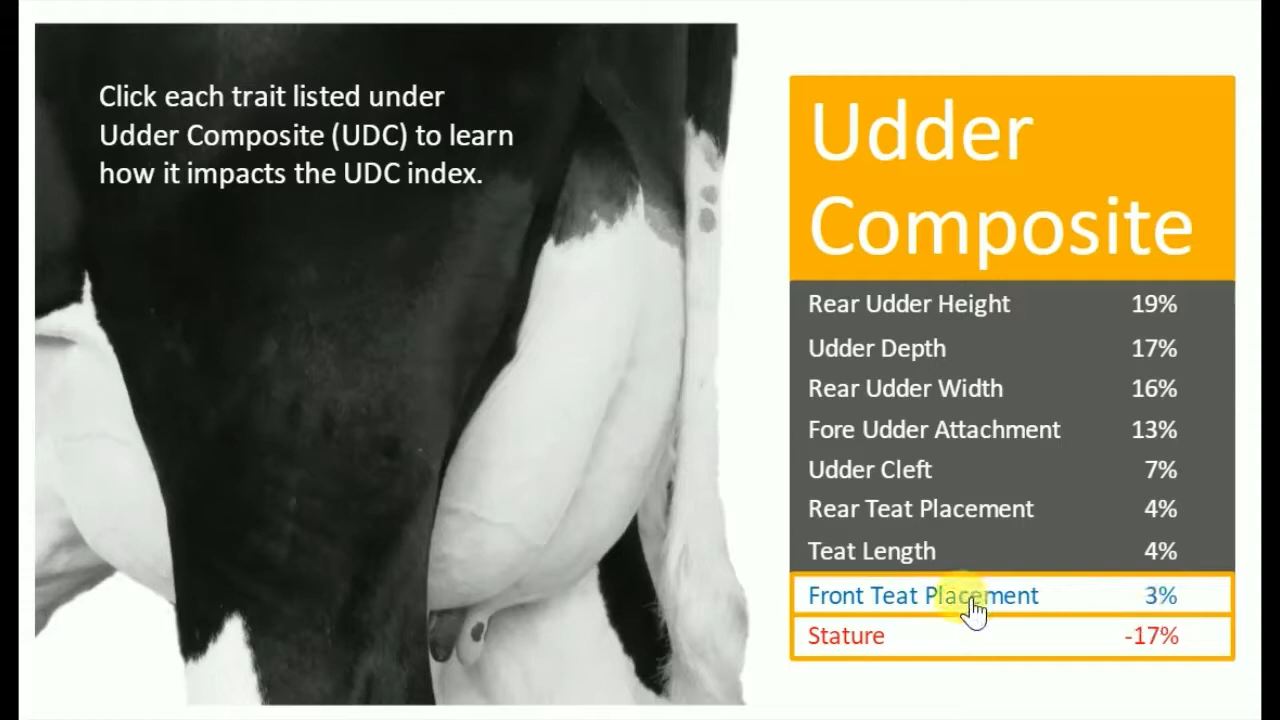 Click each trait listed under
Udder Composite (UDC) to learn
how it impacts the UDC index.
Udder
Composite
Rear Udder Height 19%
Udder Depth 17%
Rear Udder Width 16%
Fore Udder Attachment 13%
Udder Cleft 7%
Rear Teat Placement 4%
Teat Length 4%
Front Teat Placement 3%
Stature -17%